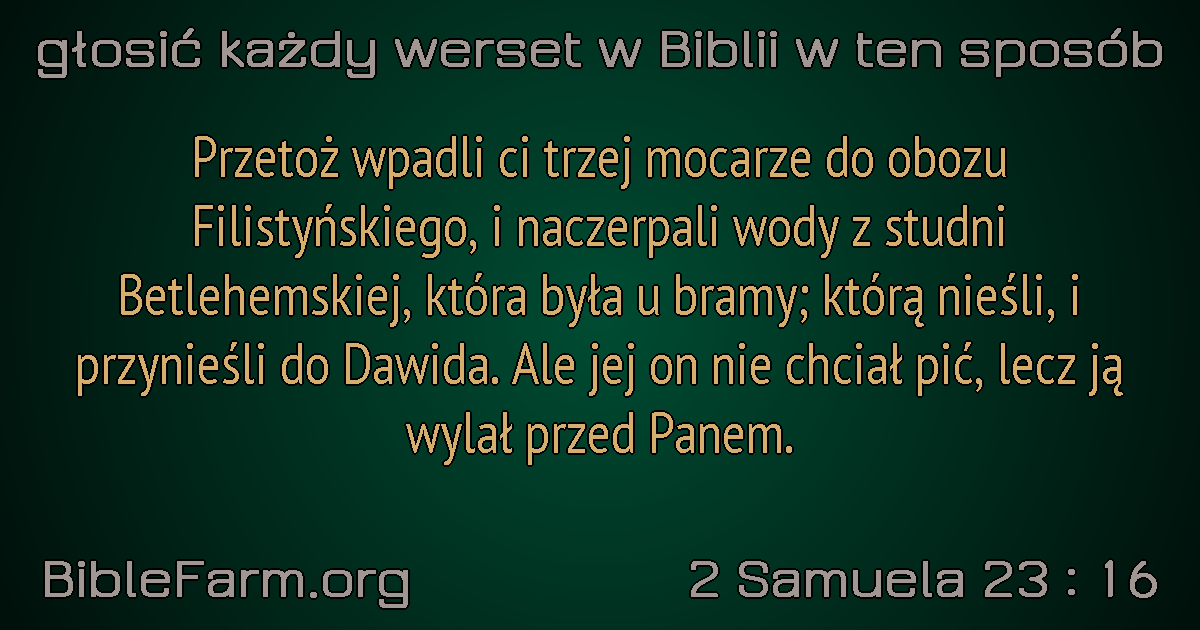 głosić każdy werset w Biblii w ten sposób
Przetoż wpadli ci trzej mocarze do obozu
Filistyńskiego, i naczerpali wody z studni
Betlehemskiej, która była u bramy; którą nieśli, i
przynieśli do Dawida. Ale jej on nie chciał pić, lecz ją
wylał przed Panem.
BibleFarm.org
2 Samuela 23 : 16